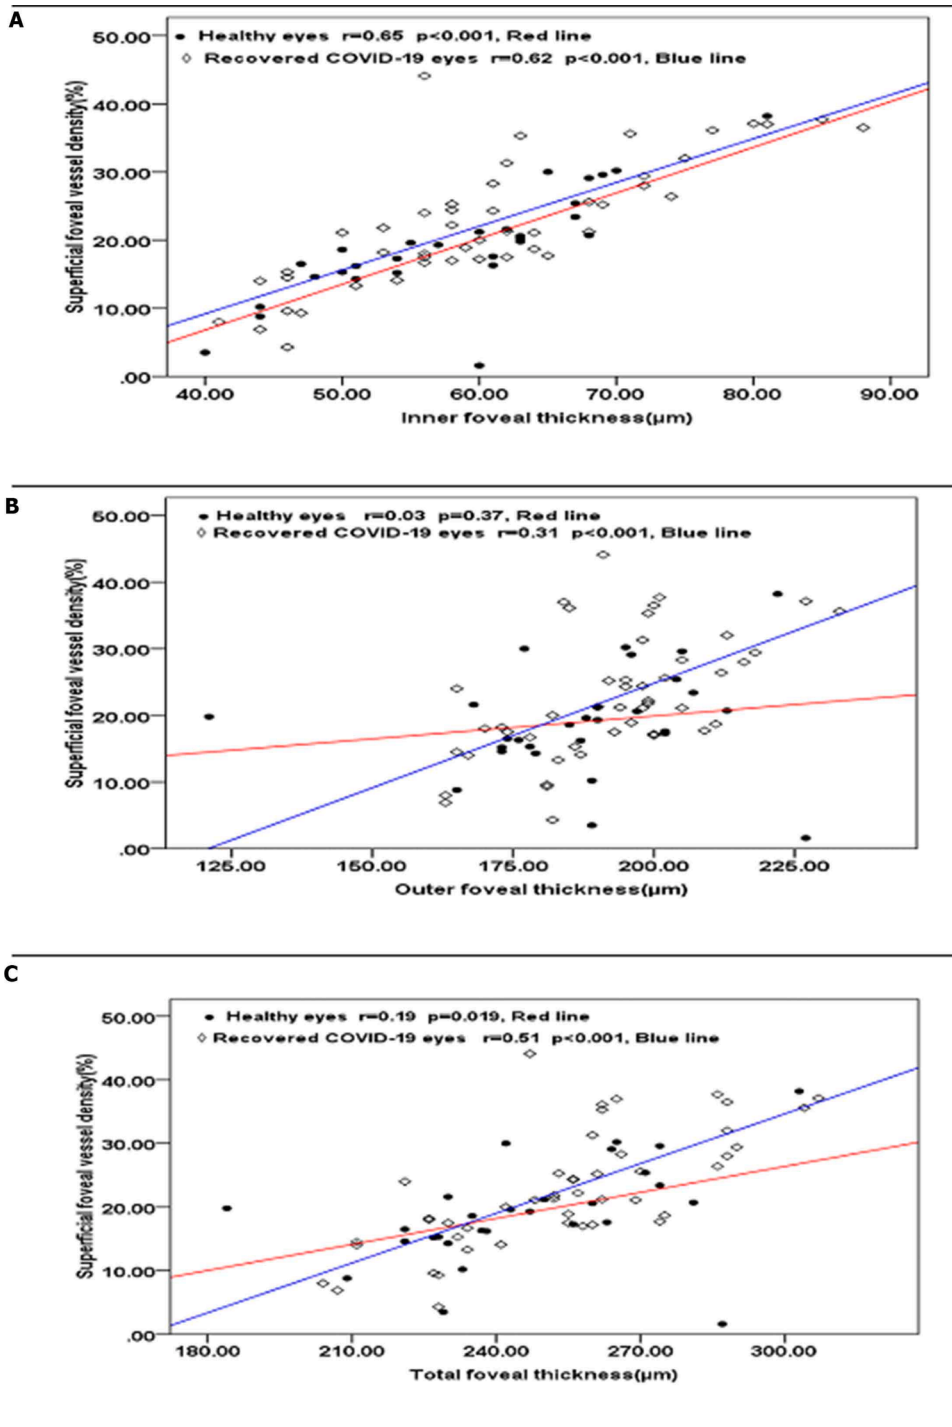 A
Healthy eyes r=0.65 p<0.001, Red line
Recovered COVID-19 eyes r=0.62 p<0.001, Blue line
Superficial foveal vessel density(%)
50.00
40.00
30.00
20.00
10.00
.00
40.00 50.00 60.00 70.00 80.00 90.00
Inner foveal thickness(μm)
B
Healthy eyes r=0.03 p=0.37, Red line
Recovered COVID-19 eyes r=0.31 p<0.001, Blue line
Superficial foveal vessel density(%)
50.00
40.00
30.00
20.00
10.00
.00
125.00 150.00 175.00 200.00 225.00
Outer foveal thickness(μm)
C
Healthy eyes r=0.19 p=0.019, Red line
Recovered COVID-19 eyes r=0.51 p<0.001, Blue line
Superficial foveal vessel density(%)
50.00
40.00
30.00
20.00
10.00
.00
180.00 210.00 240.00 270.00 300.00
Total foveal thickness(μm)